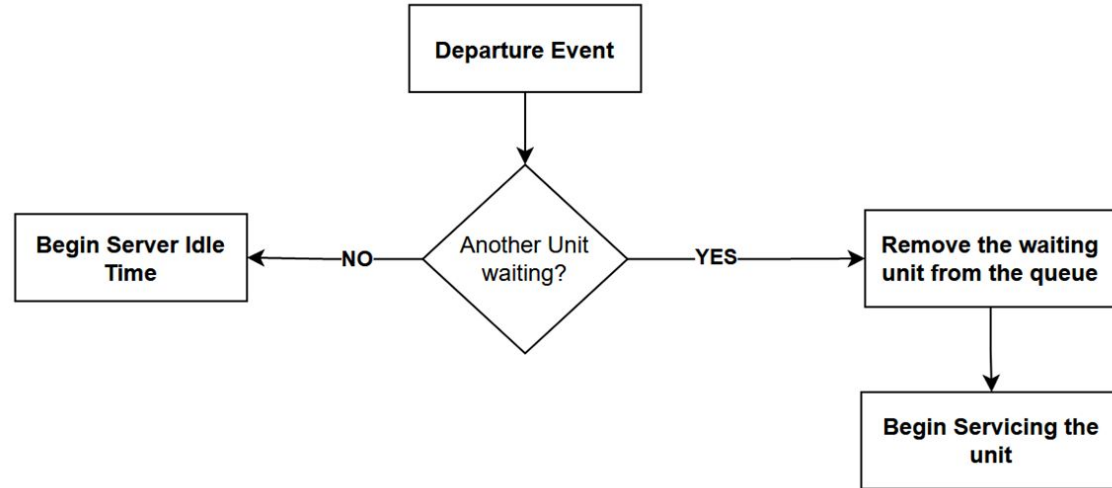 Departure Event
Another Unit
waiting?
NO
Begin Server Idle
Time
YES
Remove the waiting
unit from the queue
Begin Servicing the
unit